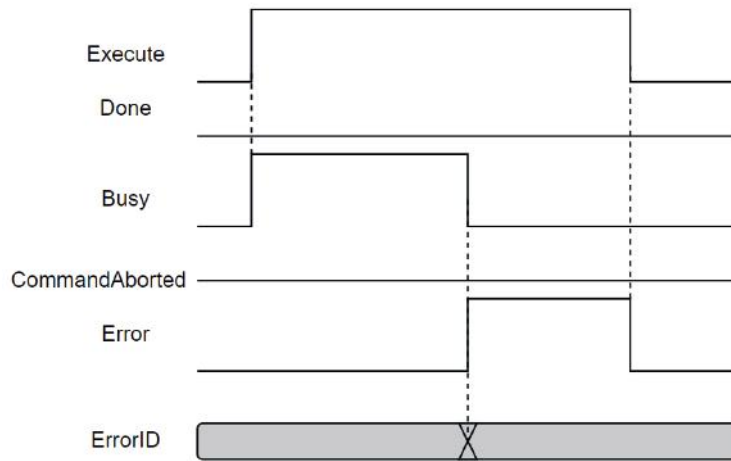 Execute
Done
Busy
CommandAborted
Error
ErrorID